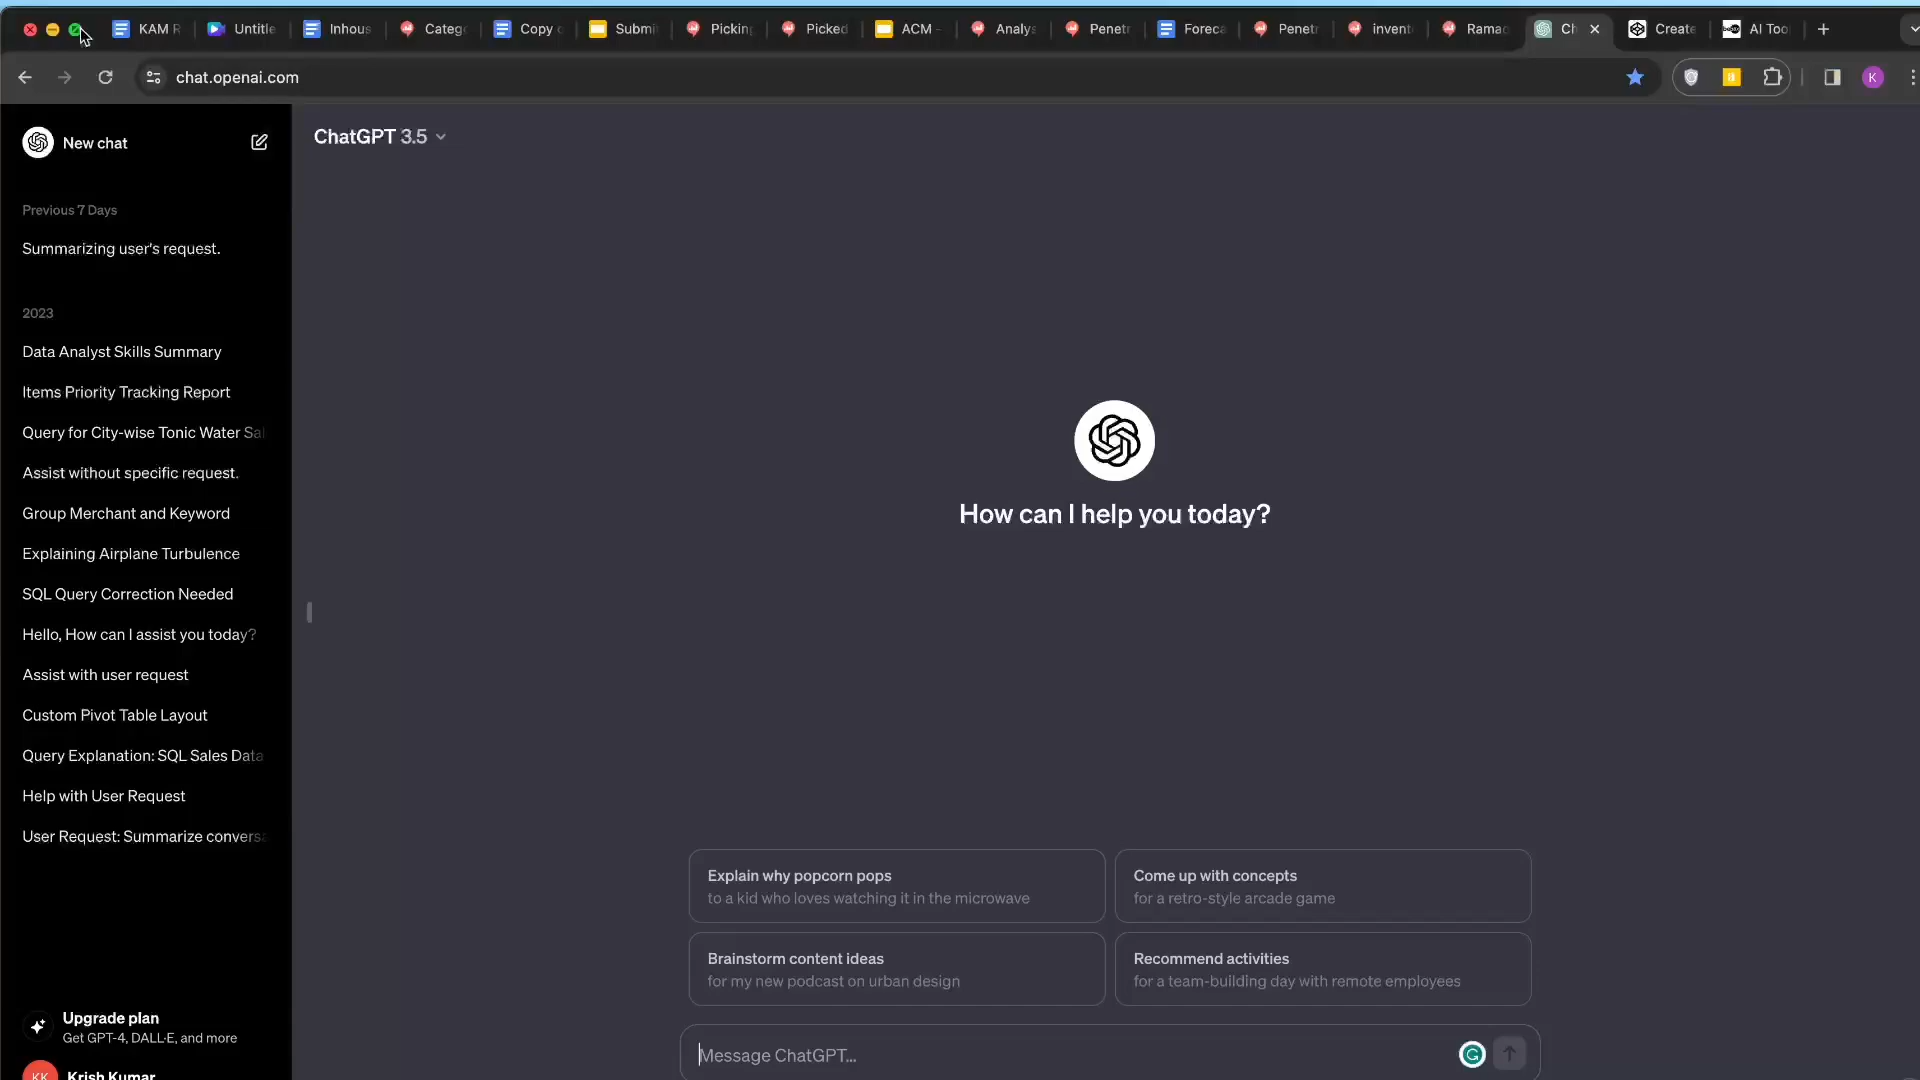 KAM R
Untitle
Inhous
Catego
Copy o
Submi
Picking
Picked
ACM -
Analys
Penetr
Foreca
Penetr
invent
Ramad
Ch
Create
AI Too
chat.openai.com
K
New chat
ChatGPT 3.5
Previous 7 Days
Summarizing user's request.
2023
Data Analyst Skills Summary
Items Priority Tracking Report
Query for City-wise Tonic Water Sal
Assist without specific request.
Group Merchant and Keyword
Explaining Airplane Turbulence
SQL Query Correction Needed
Hello, How can I assist you today?
Assist with user request
Custom Pivot Table Layout
Query Explanation: SQL Sales Data
Help with User Request
User Request: Summarize conversa
Upgrade plan
Get GPT-4, DALL·E, and more
KK
Krish Kumar
How can I help you today?
Explain why popcorn pops
to a kid who loves watching it in the microwave
Come up with concepts
for a retro-style arcade game
Brainstorm content ideas
for my new podcast on urban design
Recommend activities
for a team-building day with remote employees
Message ChatGPT...